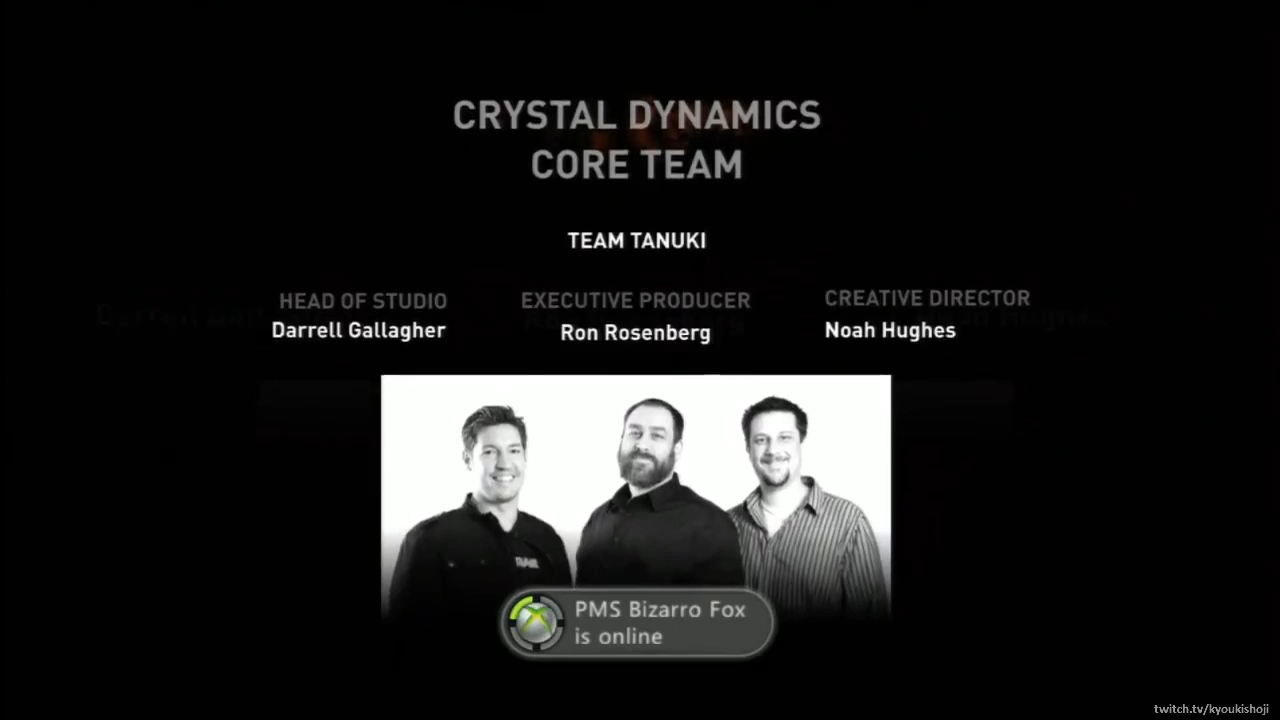 CRYSTAL DYNAMICS
CORE TEAM
TEAM TANUKI
HEAD OF STUDIO
Darrell Gallagher
EXECUTIVE PRODUCER
Ron Rosenberg
CREATIVE DIRECTOR
Noah Hughes
PMS Bizarro Fox
is online
twitch.tv/kyoukishoji